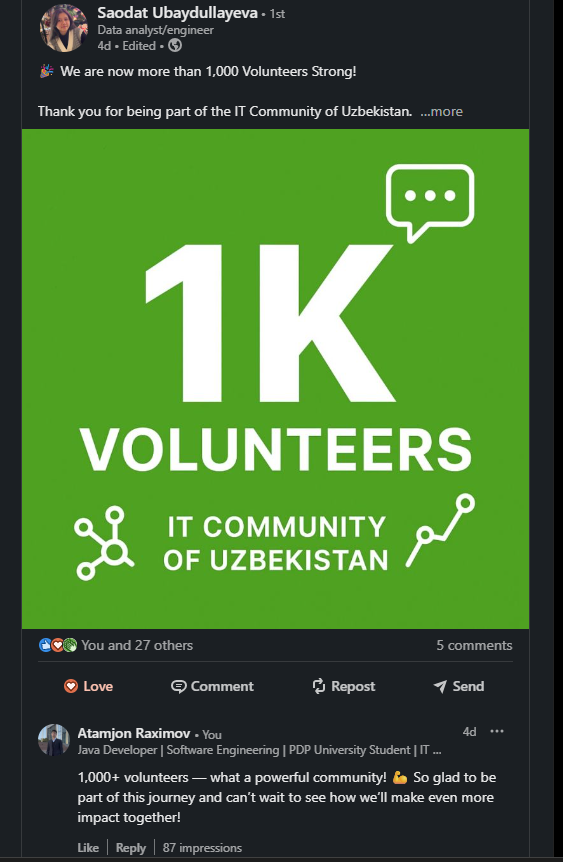 Saodat Ubaydullayeva • 1st
Data analyst/engineer
4d • Edited •
🎉 We are now more than 1,000 Volunteers Strong!
Thank you for being part of the IT Community of Uzbekistan. ...more
1K
VOLUNTEERS
IT COMMUNITY
OF UZBEKISTAN
You and 27 others 5 comments
Love Comment Repost Send
Atamjon Raximov • You 4d ···
Java Developer | Software Engineering | PDP University Student | IT ...
1,000+ volunteers — what a powerful community! 💪 So glad to be
part of this journey and can’t wait to see how we’ll make even more
impact together!
Like Reply 87 impressions